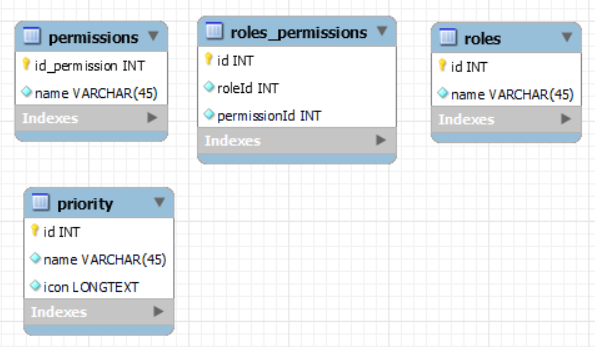 permissions
id_permission INT
name VARCHAR(45)
Indexes
roles_permissions
id INT
roleId INT
permissionId INT
Indexes
roles
id INT
name VARCHAR(45)
Indexes
priority
id INT
name VARCHAR(45)
icon LONGTEXT
Indexes